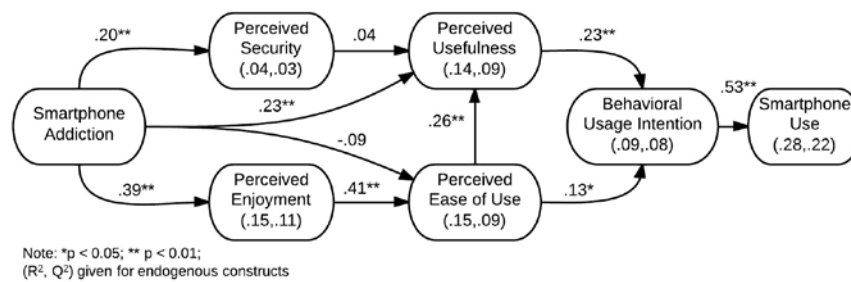 .20**
Perceived
Security
(.04,.03)
.04
Perceived
Usefulness
(.14,.09)
.23**
Smartphone
Addiction
.23**
-.09
.26**
Behavioral
Usage Intention
(.09,.08)
.53**
Smartphone
Use
(.28,.22)
.39**
Perceived
Enjoyment
(.15,.11)
.41**
Perceived
Ease of Use
(.15,.09)
.13*
Note: *p < 0.05; ** p < 0.01;
(R², Q²) given for endogenous constructs